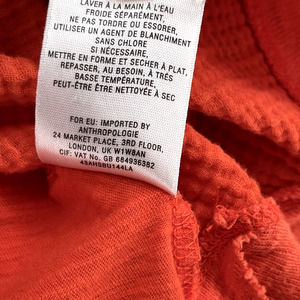 LAVER À LA MAIN À L'EAU
FROIDE SÉPARÉMENT,
NE PAS TORDRE OU ESSORER,
UTILISER UN AGENT DE BLANCHIMENT
SANS CHLORE
SI NÉCESSAIRE,
METTRE EN FORME ET SECHER À PLAT,
REPASSER, AU BESOIN, À TRÈS
BASSE TEMPÉRATURE,
PEUT-ÊTRE ÊTRE NETTOYÉE À SEC
FOR EU: IMPORTED BY
ANTHROPOLOGIE
24 MARKET PLACE, 3RD FLOOR,
LONDON, UK W1W8AN
CIF: VAT No. GB 684936382
43AHSBU144LA